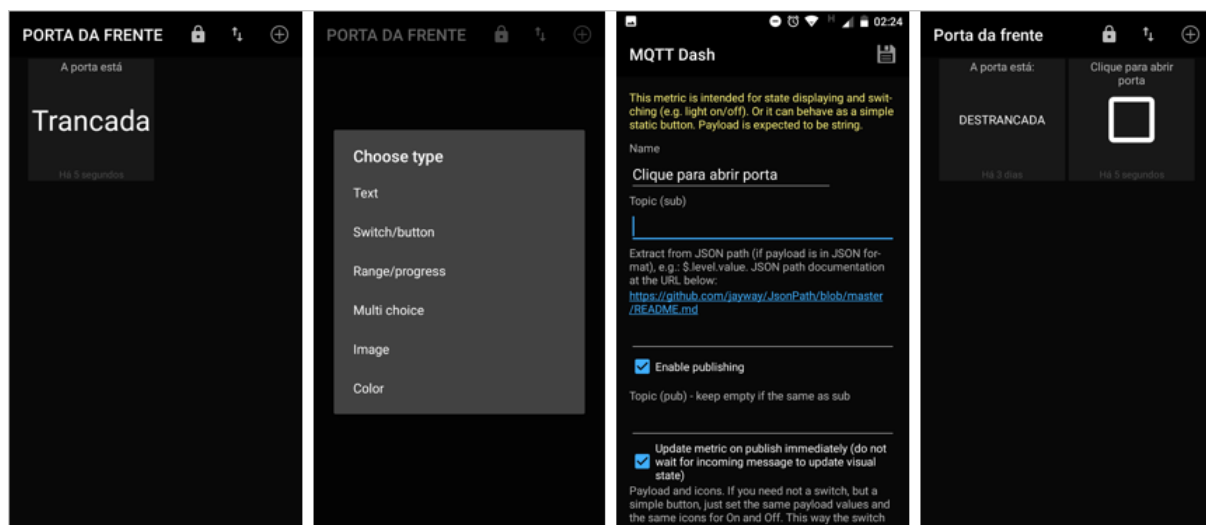 PORTA DA FRENTE
A porta está
Trancada
Há 5 segundos
PORTA DA FRENTE
Choose type
Text
Switch/button
Range/progress
Multi choice
Image
Color
H
02:24
MQTT Dash
This metric is intended for state displaying and swit-
ching (e.g. light on/off). Or it can behave as a simple
static button. Payload is expected to be string.
Name
Clique para abrir porta
Topic (sub)
Extract from JSON path (if payload is in JSON for-
mat), e.g.: $.level.value. JSON path documentation
at the URL below:
https://github.com/jayway/JsonPath/blob/master
/README.md
Enable publishing
Topic (pub) - keep empty if the same as sub
Update metric on publish immediately (do not
wait for incoming message to update visual
state)
Payload and icons. If you need not a switch, but a
simple button, just set the same payload values and
the same icons for On and Off. This way the switch
Porta da frente
A porta está:
DESTRANCADA
Há 3 dias
Clique para abrir
porta
Há 5 segundos